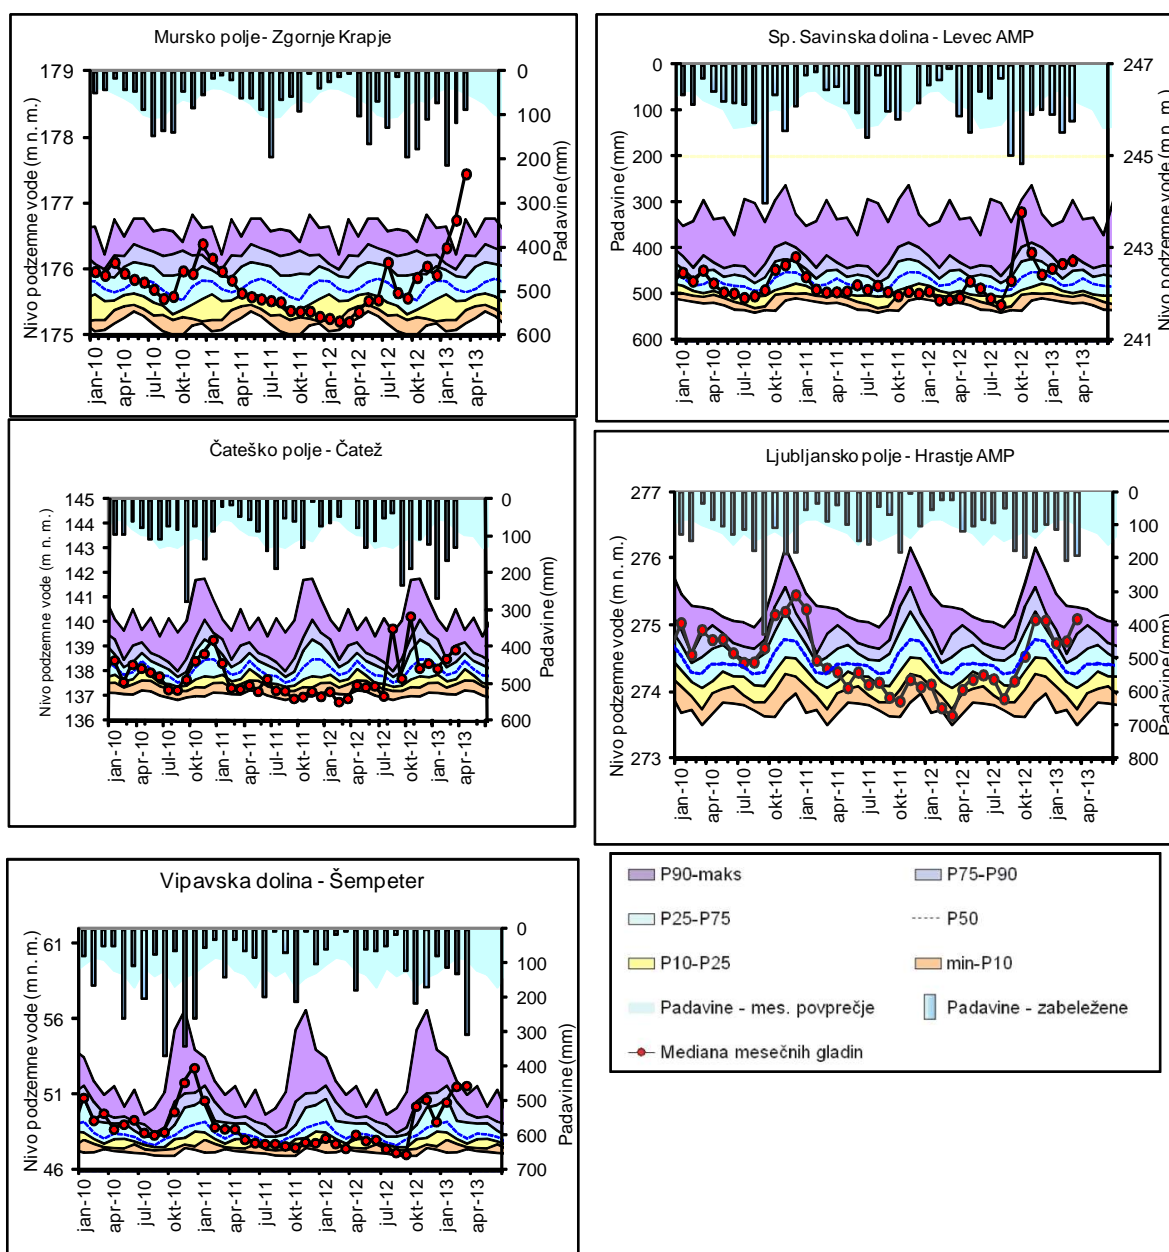 Mursko polje- Zgornje Krapje
Nivo podzemne vode (m n. m.)
179
178
177
176
175
0
100
200
300
400
500
600
Padavine (mm)
jan-10
apr-10
jul-10
okt-10
jan-11
apr-11
jul-11
okt-11
jan-12
apr-12
jul-12
okt-12
jan-13
apr-13
Sp. Savinska dolina - Levec AMP
Padavine (mm)
0
100
200
300
400
500
600
247
245
243
241
Nivo podzemne vode (m n. m.)
jan-10
apr-10
jul-10
okt-10
jan-11
apr-11
jul-11
okt-11
jan-12
apr-12
jul-12
okt-12
jan-13
apr-13
Čateško polje - Čatež
Nivo podzemne vode (m n. m.)
145
144
143
142
141
140
139
138
137
136
0
100
200
300
400
500
600
Padavine (mm)
jan-10
apr-10
jul-10
okt-10
jan-11
apr-11
jul-11
okt-11
jan-12
apr-12
jul-12
okt-12
jan-13
apr-13
Ljubljansko polje - Hrastje AMP
Nivo podzemne vode (m n. m.)
277
276
275
274
273
0
100
200
300
400
500
600
700
800
Padavine (mm)
jan-10
apr-10
jul-10
okt-10
jan-11
apr-11
jul-11
okt-11
jan-12
apr-12
jul-12
okt-12
jan-13
apr-13
Vipavska dolina - Šempeter
Nivo podzemne vode (m n. m.)
61
56
51
46
0
100
200
300
400
500
600
700
Padavine (mm)
jan-10
apr-10
jul-10
okt-10
jan-11
apr-11
jul-11
okt-11
jan-12
apr-12
jul-12
okt-12
jan-13
apr-13
P90-maks
P75-P90
P25-P75
P50
P10-P25
min-P10
Padavine - mes. povprečje
Padavine - zabeležene
Mediana mesečnih gladin